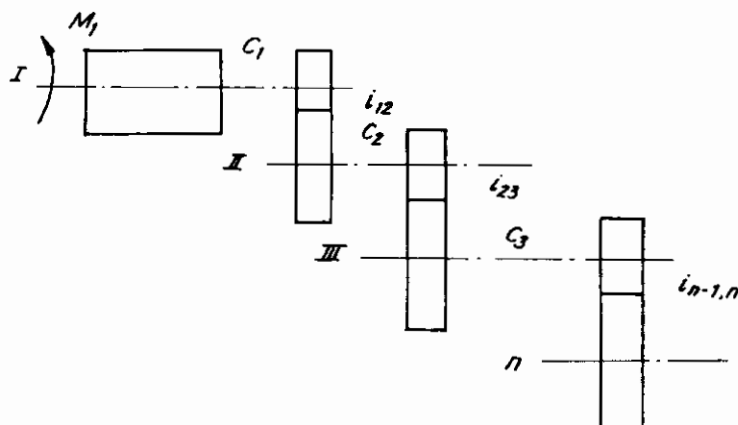 M₁
I
C₁
i₁₂
C₂
II
i₂₃
III
C₃
iₙ₋₁,ₙ
n